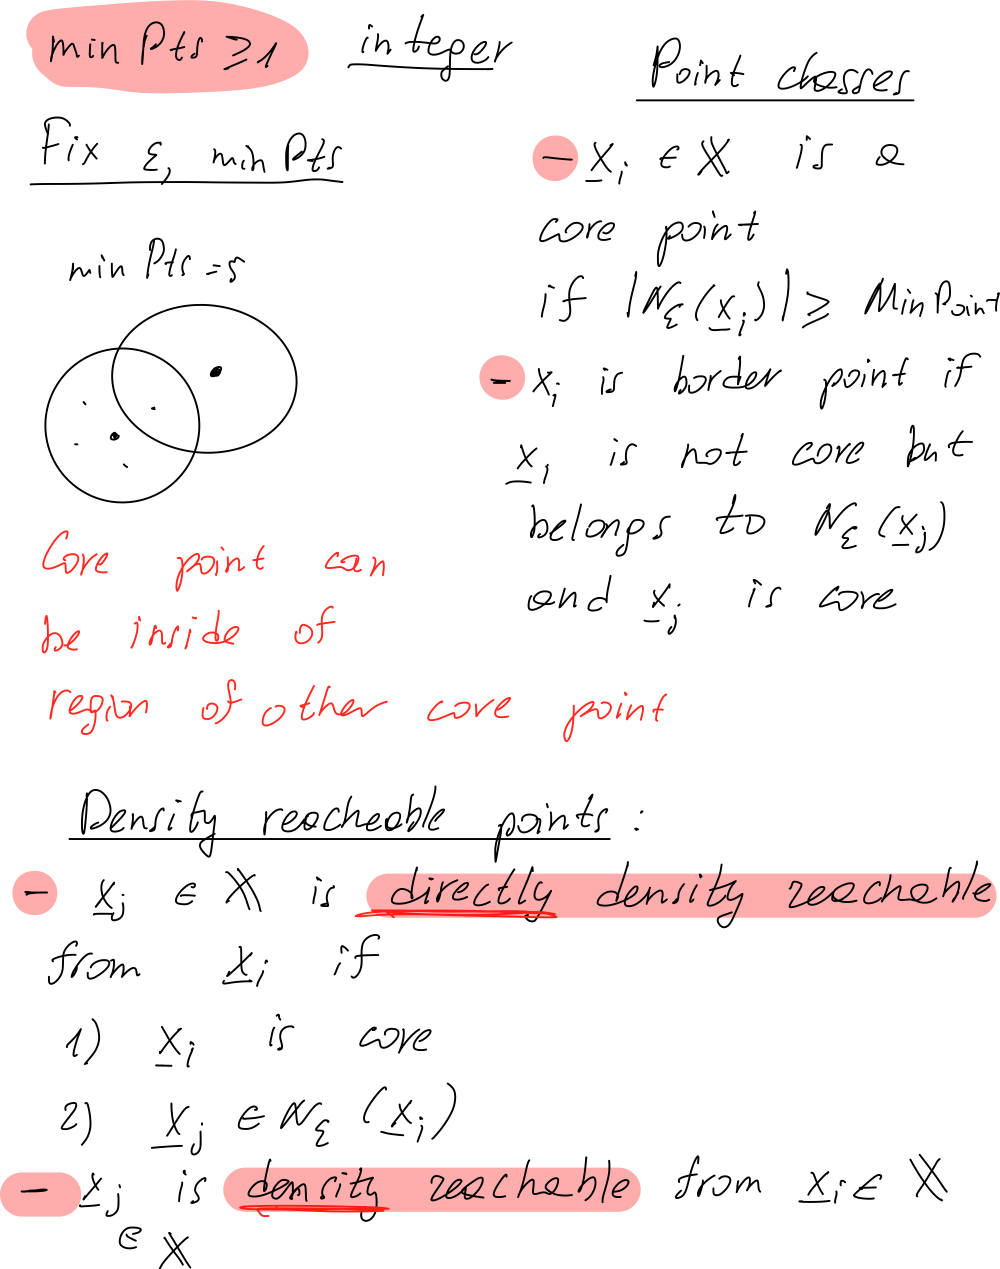 min Pts ≥ 1 integer
Fix ε, min Pts
min Pts = 5
Core point can
be inside of
region of other core point
Point classes
- x_i ∈ 𝕏 is a
core point
if |N_ε(x_i)| ≥ MinPoint
- x_i is border point if
x_i is not core but
belongs to N_ε(x_j)
and x_j is core
Density reacheable points :
- x_j ∈ 𝕏 is directly density reachable
from x_i if
1) x_i is core
2) x_j ∈ N_ε (x_i)
- x_j is density reachable from x_i ∈ 𝕏
∈ 𝕏